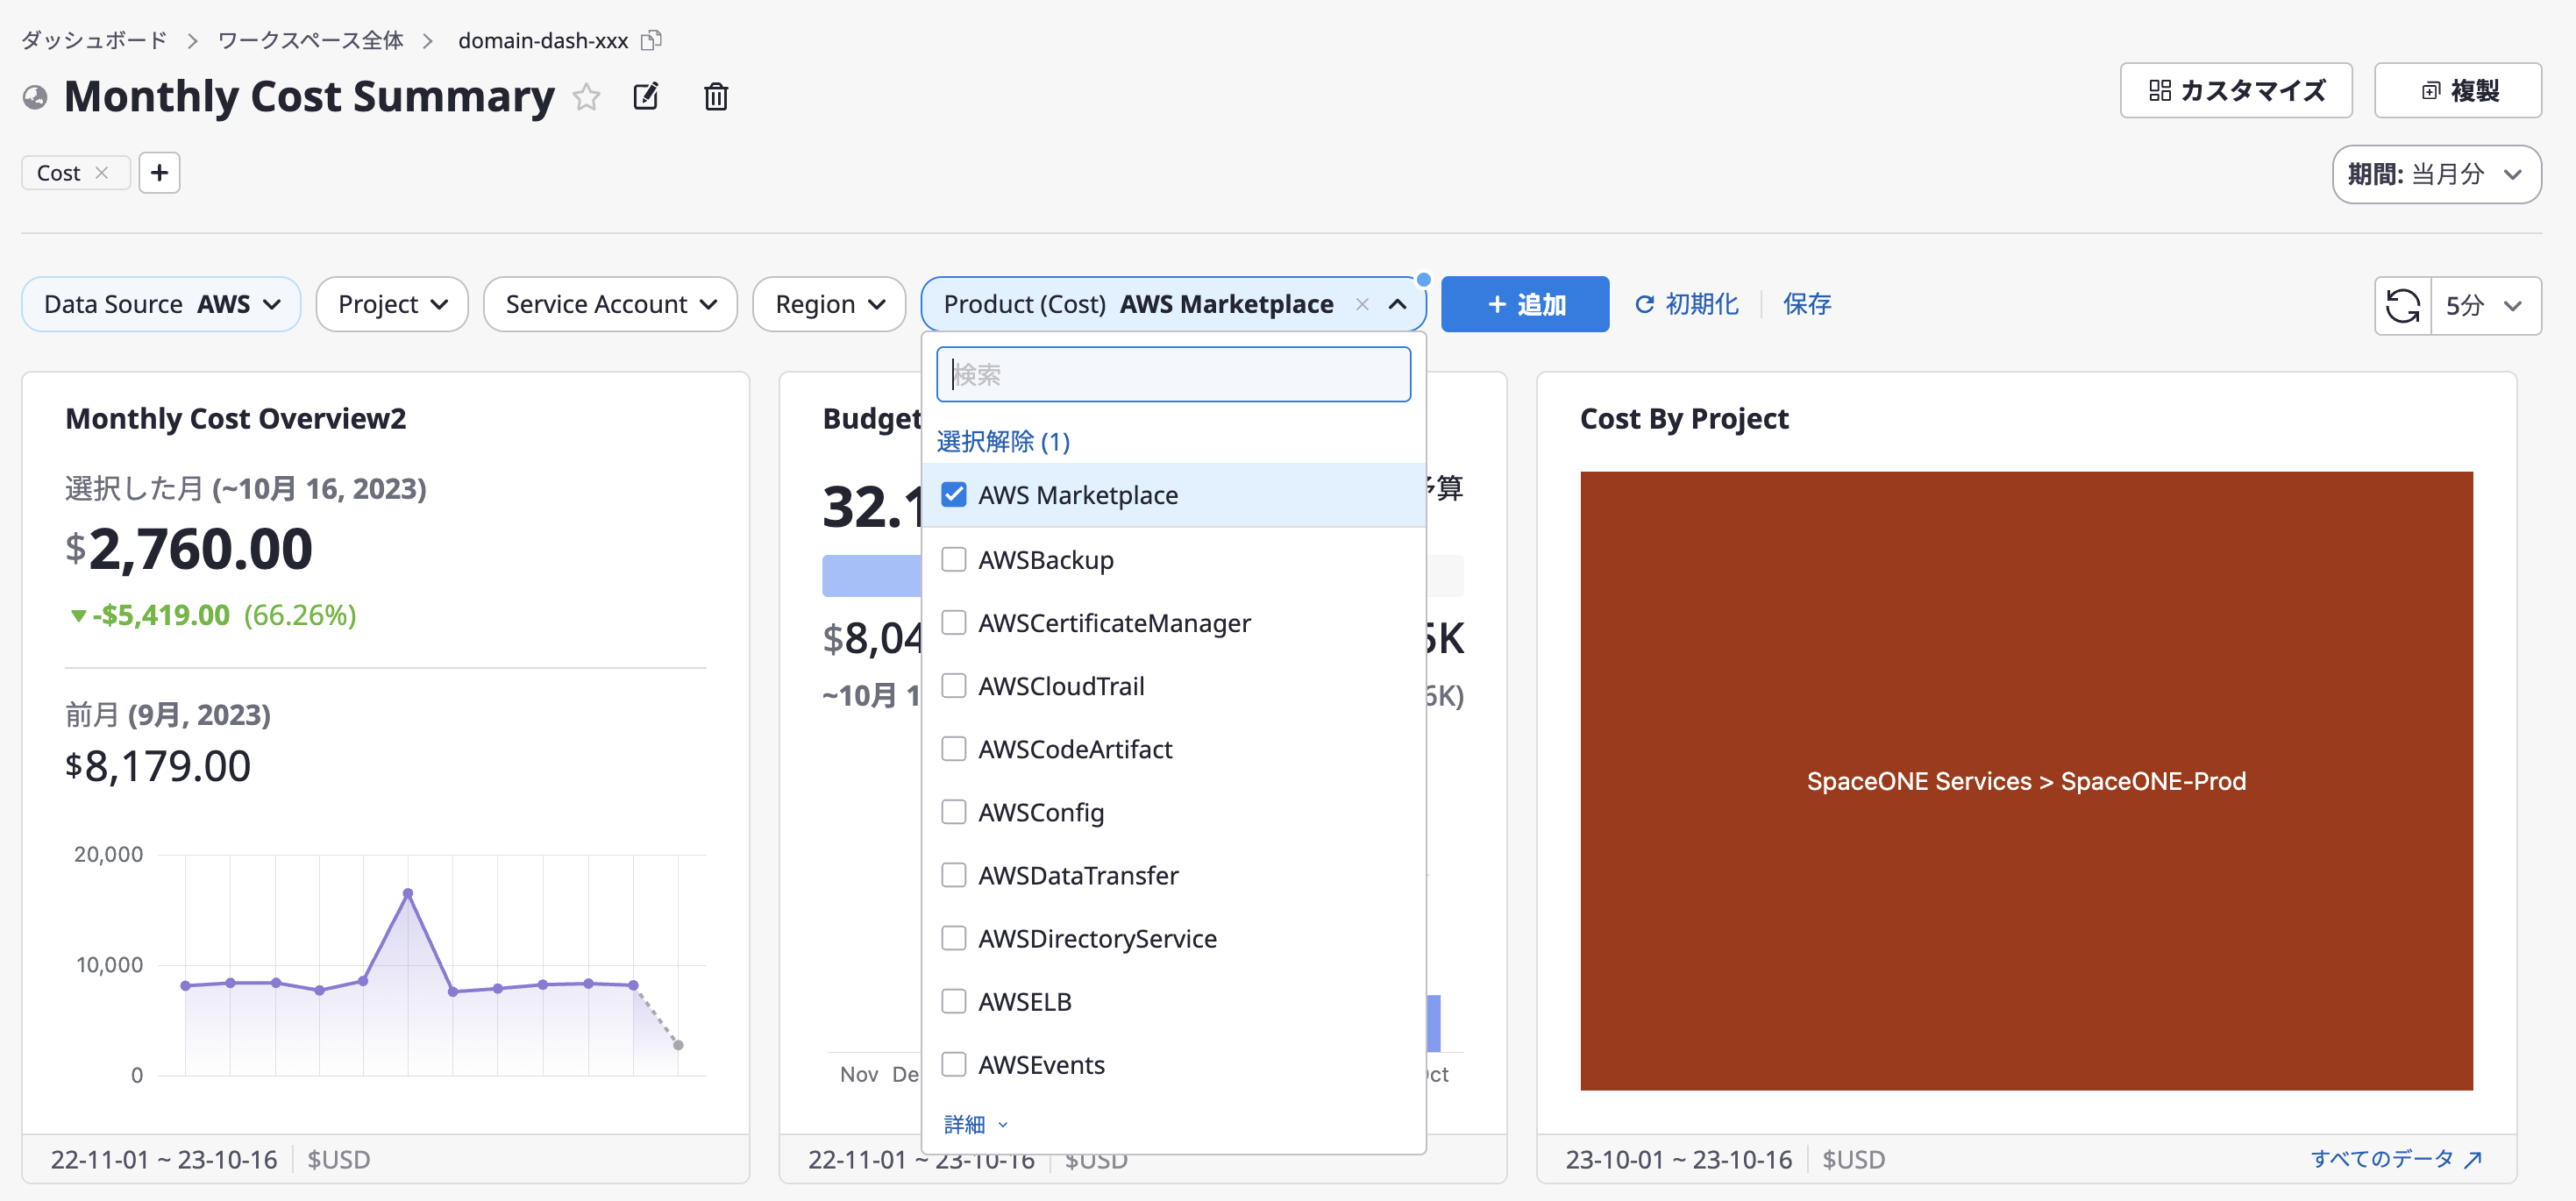 ダッシュボード > ワークスペース全体 > domain-dash-xxx
Monthly Cost Summary
カスタマイズ
複製
Cost
期間: 当月分
Data Source AWS
Project
Service Account
Region
Product (Cost) AWS Marketplace
+ 追加
初期化
保存
5分
検索
選択解除 (1)
AWS Marketplace
AWSBackup
AWSCertificateManager
AWSCloudTrail
AWSCodeArtifact
AWSConfig
AWSDataTransfer
AWSDirectoryService
AWSELB
AWSEvents
詳細
Monthly Cost Overview2
選択した月 (~10月 16, 2023)
$2,760.00
-$5,419.00 (66.26%)
前月 (9月, 2023)
$8,179.00
20,000
10,000
0
22-11-01 ~ 23-10-16
$USD
Budget
32.1
予算
$8,04
5K
~10月 1
6K)
Nov
22-11-01 ~ 23-10-16
$USD
Cost By Project
SpaceONE Services > SpaceONE-Prod
23-10-01 ~ 23-10-16
$USD
すべてのデータ